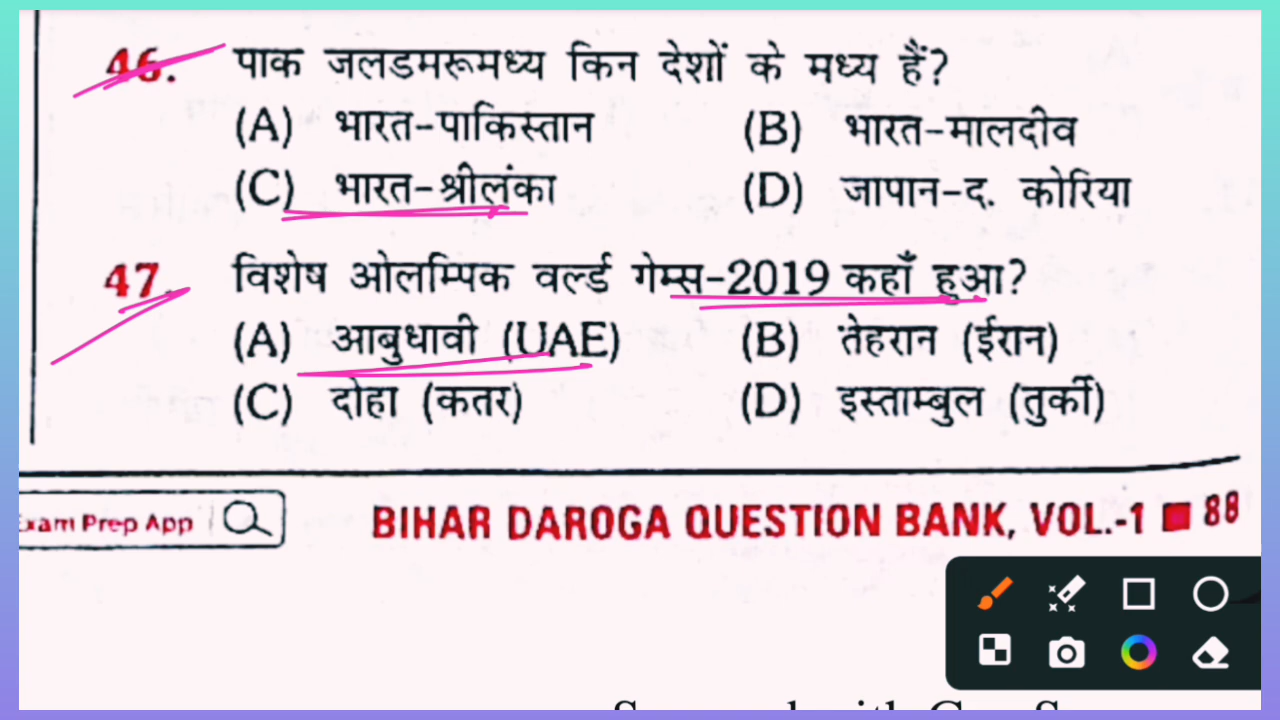 46. पाक जलडमरूमध्य किन देशों के मध्य हैं?
(A) भारत-पाकिस्तान (B) भारत-मालदीव
(C) भारत-श्रीलंका (D) जापान-द. कोरिया
47. विशेष ओलम्पिक वर्ल्ड गेम्स-2019 कहाँ हुआ?
(A) आबुधावी (UAE) (B) तेहरान (ईरान)
(C) दोहा (कतर) (D) इस्ताम्बुल (तुर्की)
Exam Prep App
BIHAR DAROGA QUESTION BANK, VOL.-1 ■ 88